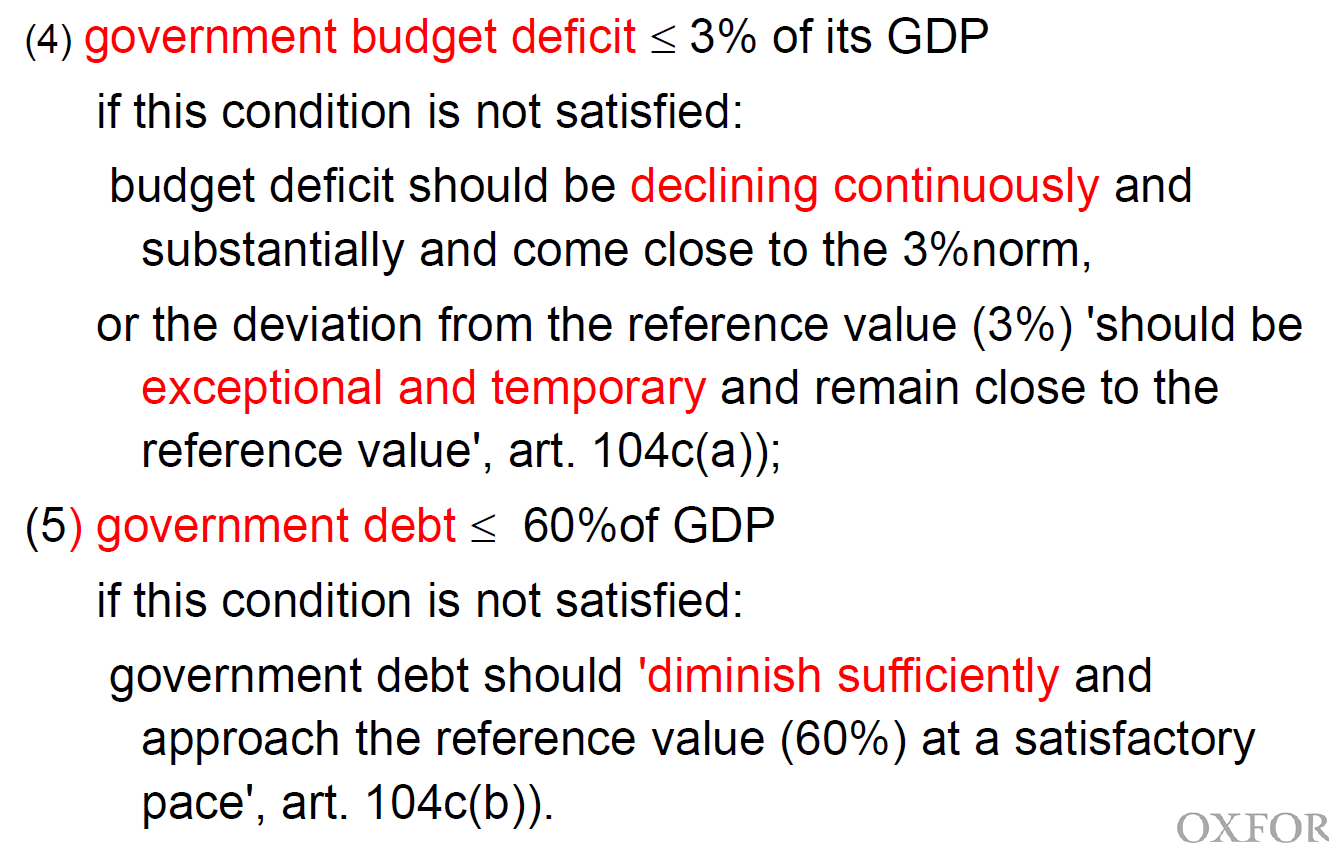 (4) government budget deficit ≤ 3% of its GDP
if this condition is not satisfied:
budget deficit should be declining continuously and
substantially and come close to the 3%norm,
or the deviation from the reference value (3%) 'should be
exceptional and temporary and remain close to the
reference value', art. 104c(a));
(5) government debt ≤ 60%of GDP
if this condition is not satisfied:
government debt should 'diminish sufficiently and
approach the reference value (60%) at a satisfactory
pace', art. 104c(b)).
OXFOR